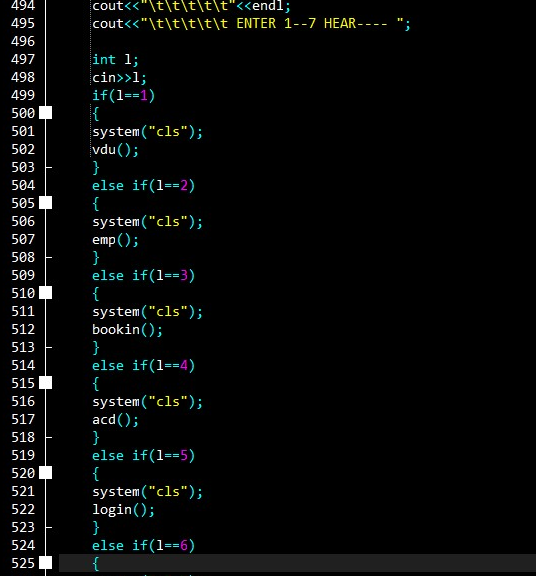 494 cout<<"\t\t\t\t\t"<<endl;
495 cout<<"\t\t\t\t\t ENTER 1--7 HEAR---- ";
496
497 int l;
498 cin>>l;
499 if(l==1)
500 {
501 system("cls");
502 vdu();
503 }
504 else if(l==2)
505 {
506 system("cls");
507 emp();
508 }
509 else if(l==3)
510 {
511 system("cls");
512 bookin();
513 }
514 else if(l==4)
515 {
516 system("cls");
517 acd();
518 }
519 else if(l==5)
520 {
521 system("cls");
522 login();
523 }
524 else if(l==6)
525 {